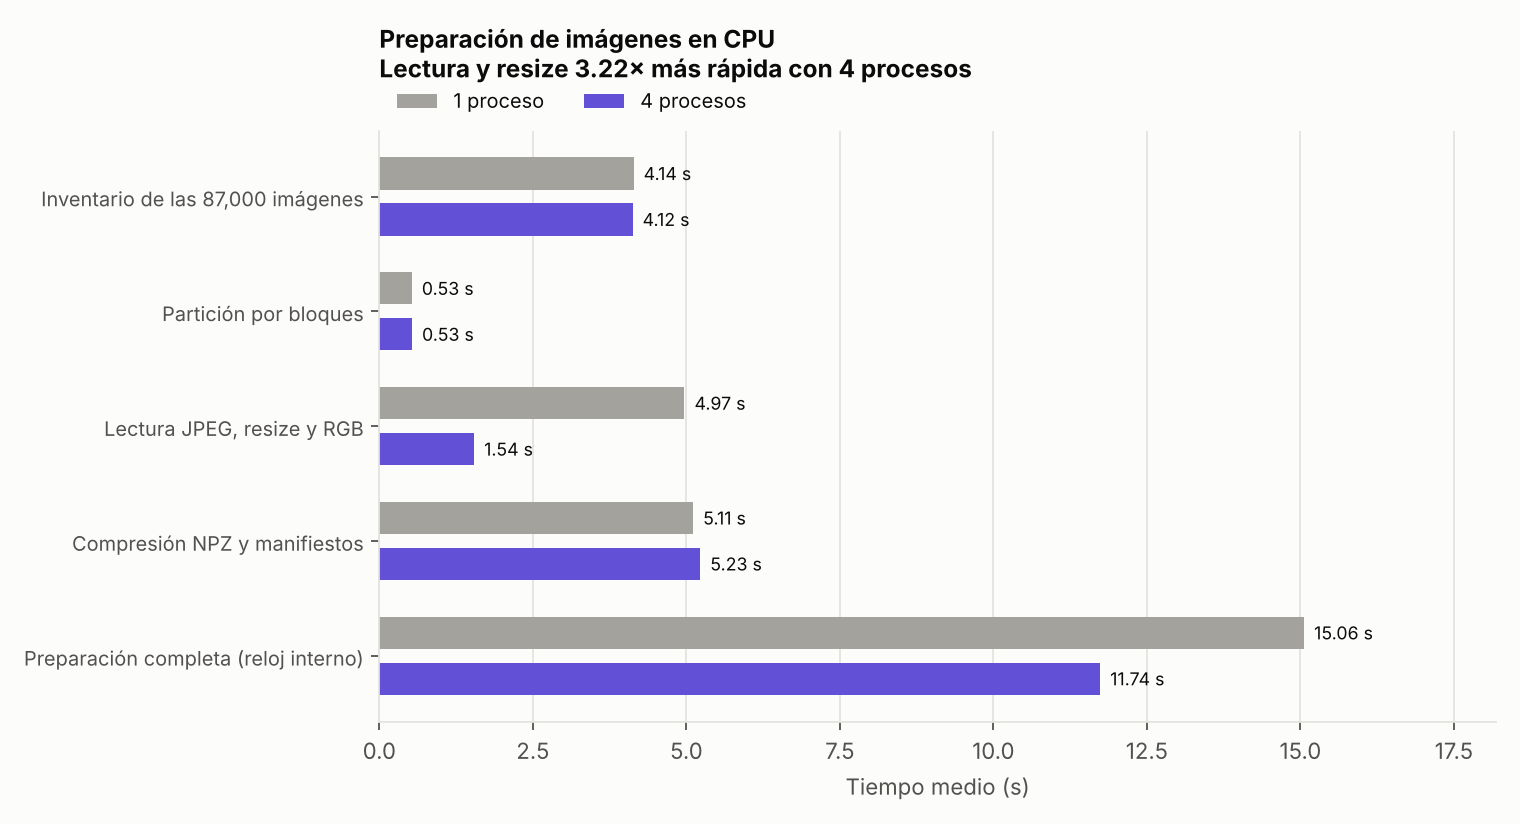 Preparación de imágenes en CPU
Lectura y resize 3.22× más rápida con 4 procesos
1 proceso 4 procesos
Inventario de las 87,000 imágenes
4.14 s
4.12 s
Partición por bloques
0.53 s
0.53 s
Lectura JPEG, resize y RGB
4.97 s
1.54 s
Compresión NPZ y manifiestos
5.11 s
5.23 s
Preparación completa (reloj interno)
15.06 s
11.74 s
0.0 2.5 5.0 7.5 10.0 12.5 15.0 17.5
Tiempo medio (s)